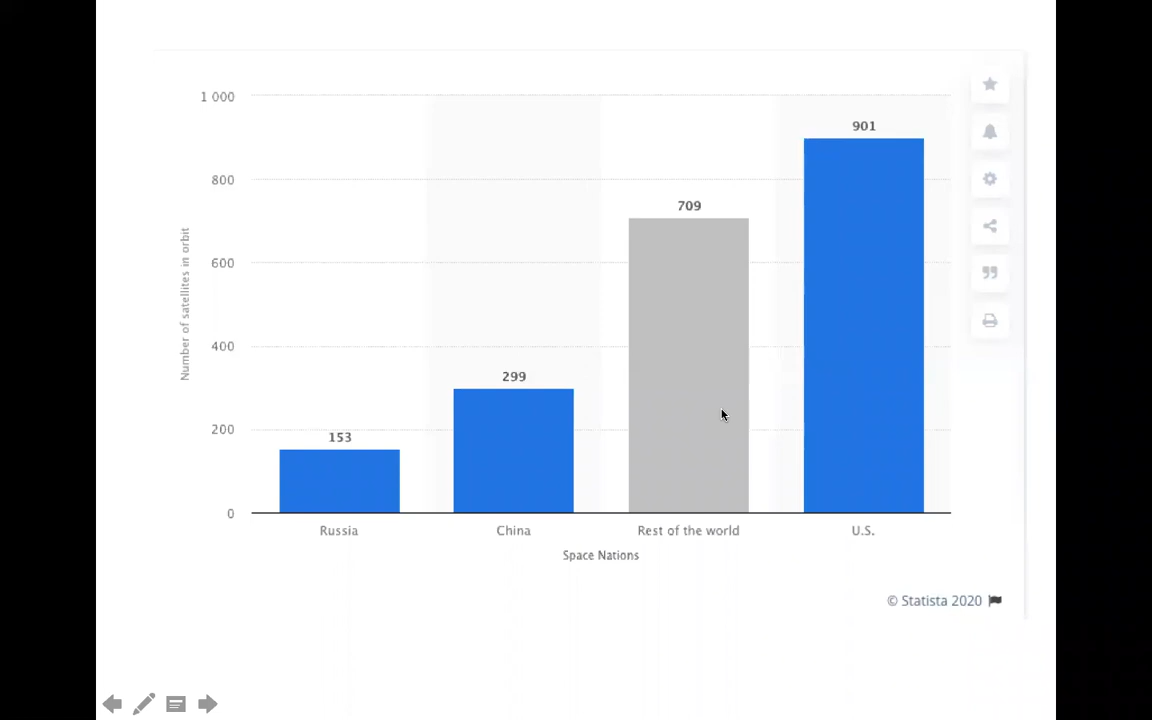 1 000
901
800
709
600
Number of satellites in orbit
400
299
200
153
0
Russia China Rest of the world U.S.
Space Nations
© Statista 2020